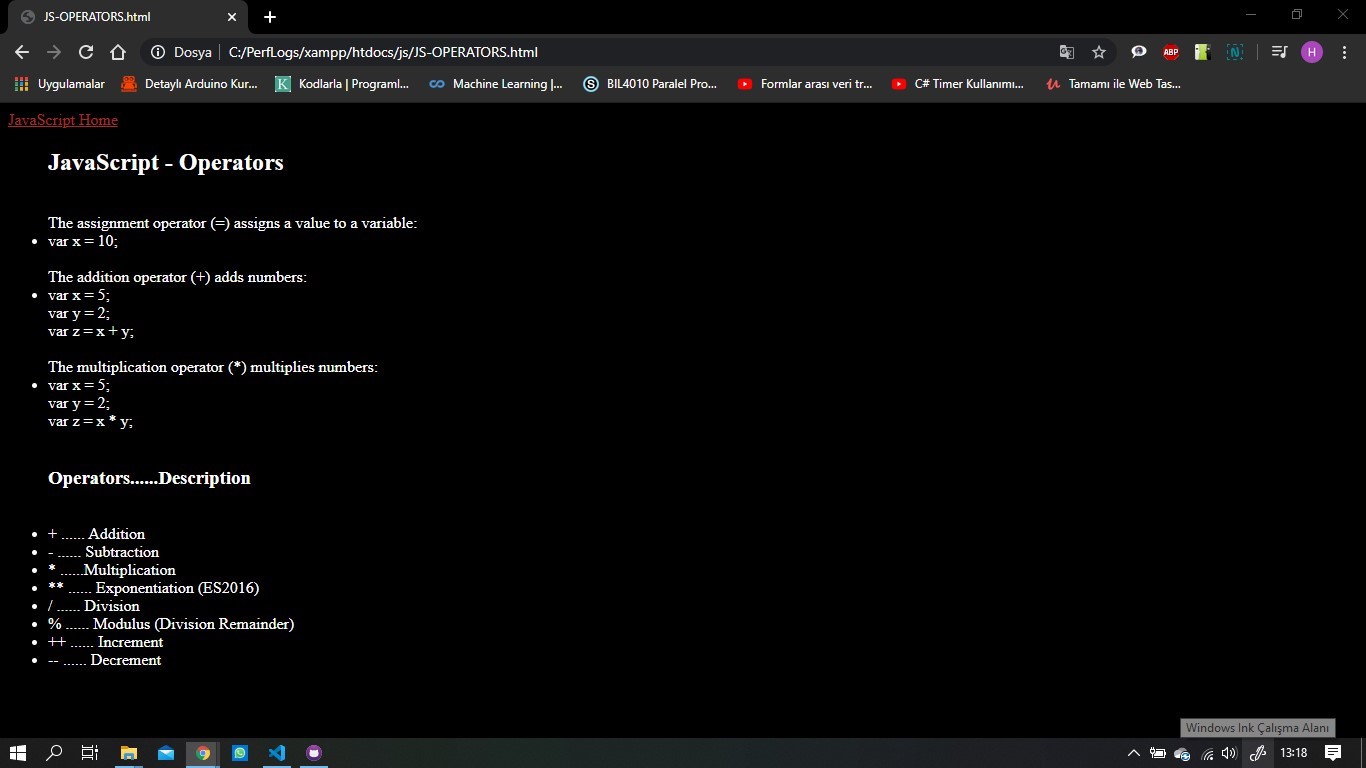 JS-OPERATORS.html
Dosya
C:/PerfLogs/xampp/htdocs/js/JS-OPERATORS.html
ABP
N
H
Uygulamalar
Detaylı Arduino Kur...
K
Kodlarla | Programl...
Machine Learning |...
S
BIL4010 Paralel Pro...
Formlar arası veri tr...
C# Timer Kullanımı...
Tamamı ile Web Tas...
JavaScript Home
JavaScript - Operators
The assignment operator (=) assigns a value to a variable:
• var x = 10;
The addition operator (+) adds numbers:
• var x = 5;
var y = 2;
var z = x + y;
The multiplication operator (*) multiplies numbers:
• var x = 5;
var y = 2;
var z = x * y;
Operators......Description
• + ...... Addition
• - ...... Subtraction
• * ......Multiplication
• ** ...... Exponentiation (ES2016)
• / ...... Division
• % ...... Modulus (Division Remainder)
• ++ ...... Increment
• -- ...... Decrement
Windows Ink Çalışma Alanı
13:18